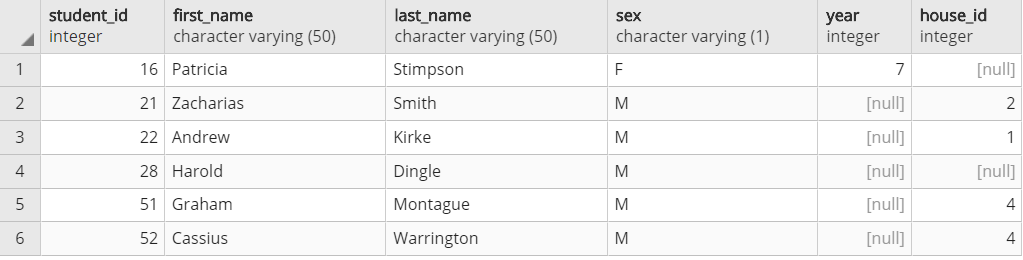 student_id first_name last_name sex year house_id
integer character varying (50) character varying (50) character varying (1) integer integer
1 16 Patricia Stimpson F 7 [null]
2 21 Zacharias Smith M [null] 2
3 22 Andrew Kirke M [null] 1
4 28 Harold Dingle M [null] [null]
5 51 Graham Montague M [null] 4
6 52 Cassius Warrington M [null] 4